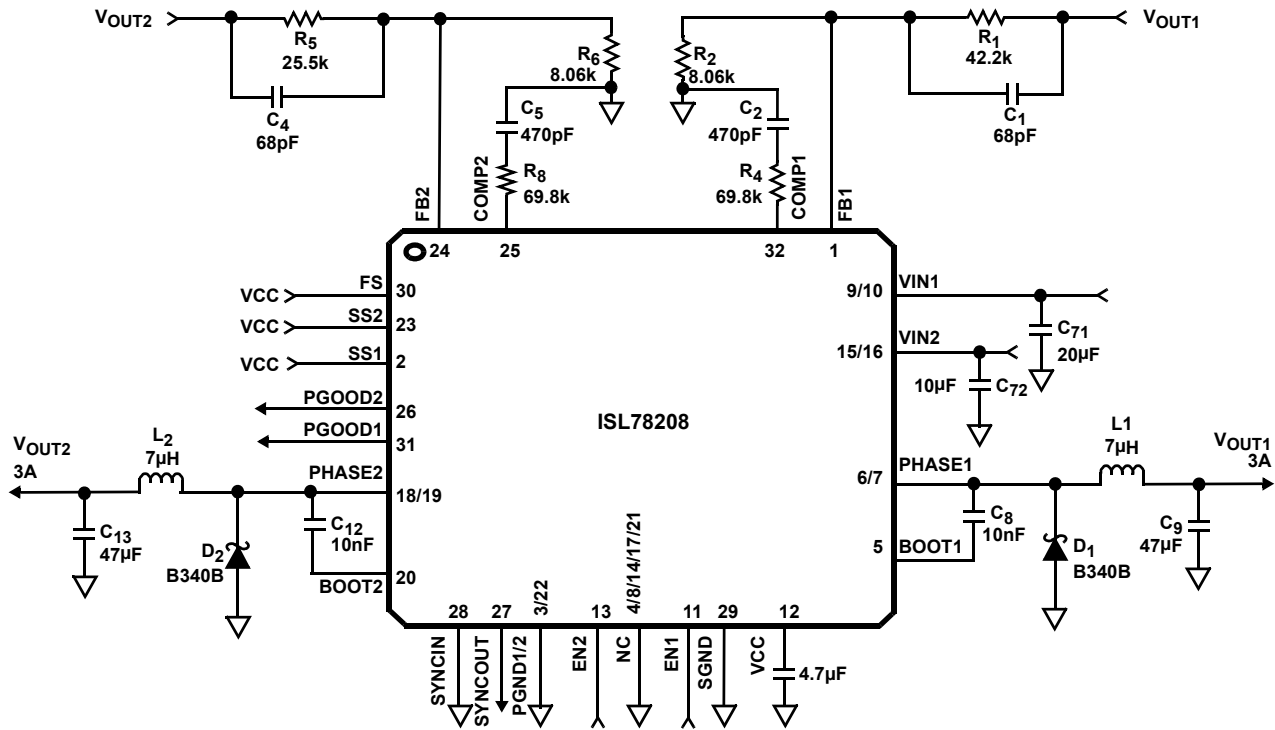 VOUT2
R5
25.5k
C4
68pF
R6
8.06k
C5
470pF
R8
69.8k
COMP2
FB2
R2
8.06k
C2
470pF
R4
69.8k
COMP1
FB1
R1
42.2k
C1
68pF
VOUT1
24
25
32
1
VCC
FS
30
VCC
SS2
23
VCC
SS1
2
PGOOD2
26
PGOOD1
31
VOUT2
3A
L2
7µH
PHASE2
18/19
C13
47µF
D2
B340B
C12
10nF
BOOT2
20
ISL78208
9/10
VIN1
C71
20µF
15/16
VIN2
10µF
C72
6/7
PHASE1
L1
7µH
VOUT1
3A
C8
10nF
5
BOOT1
D1
B340B
C9
47µF
28
27
3/22
13
4/8/14/17/21
11
29
12
SYNCIN
SYNCOUT
PGND1/2
EN2
NC
EN1
SGND
VCC
4.7µF